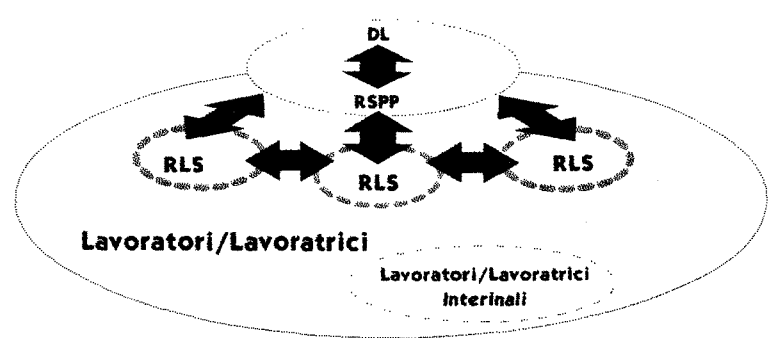 DL
RSPP
RLS
RLS
RLS
Lavoratori/Lavoratrici
Lavoratori/Lavoratrici
Interinali